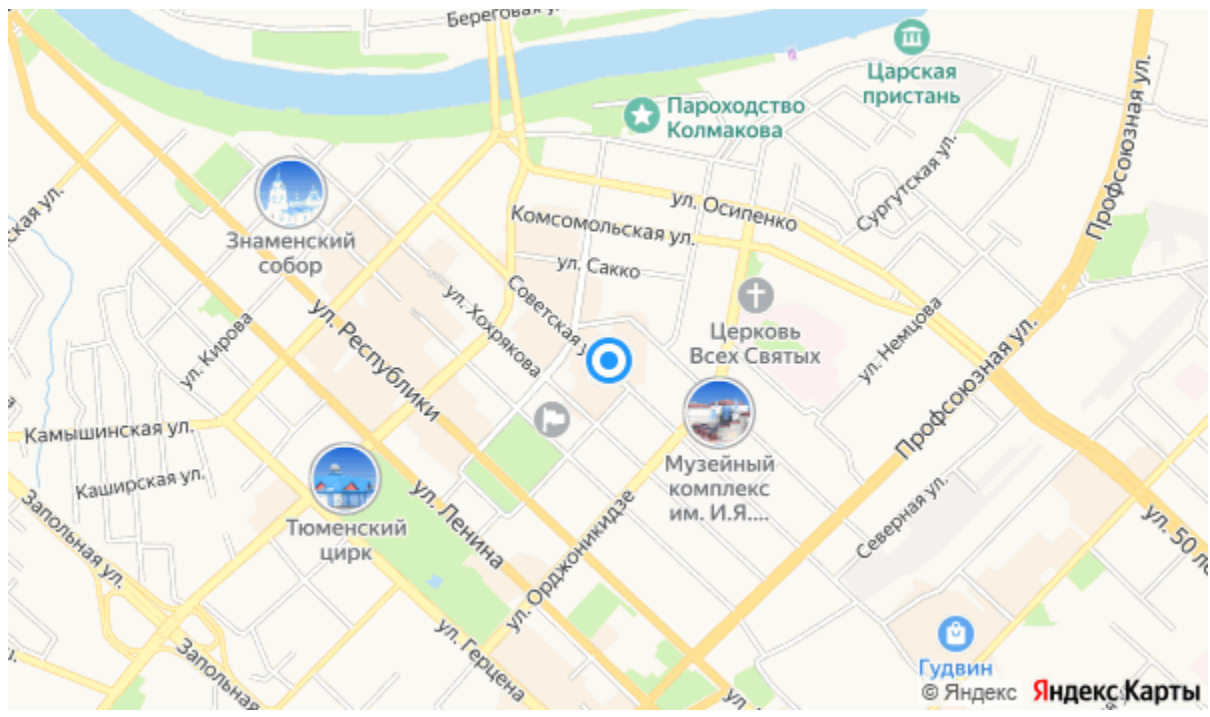 Береговая ул.
Царская
пристань
Пароходство
Колмакова
Профсоюзная ул.
Сургутская ул.
ул. Осипенко
Комсомольская ул.
ул. Сакко
Знаменский
собор
ская ул.
Советская у
ул. Хохрякова
Церковь
Всех Святых
ул. Немцова
ул. Кирова
ул. Республики
Профсоюзная ул.
Камышинская ул.
Каширская ул.
Музейный
комплекс
им. И.Я....
Тюменский
цирк
ул. Ленина
ул. Орджоникидзе
Северная ул.
ул. 50 ле
Запольная ул.
Запольная
ул. Герцена
Гудвин
© Яндекс Яндекс Карты